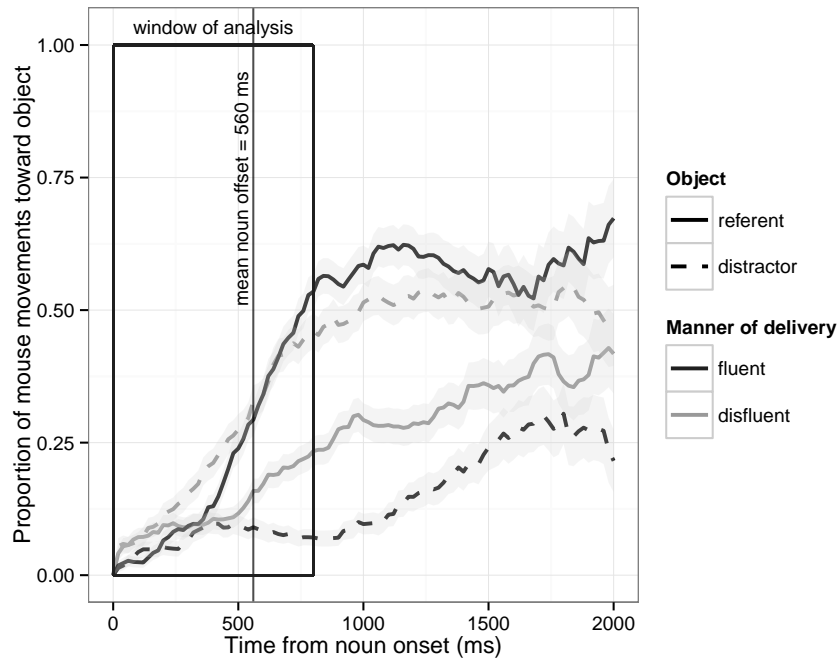 window of analysis
1.00
0.75
0.50
0.25
0.00
Proportion of mouse movements toward object
mean noun offset = 560 ms
0
500
1000
1500
2000
Time from noun onset (ms)
Object
referent
distractor
Manner of delivery
fluent
disfluent